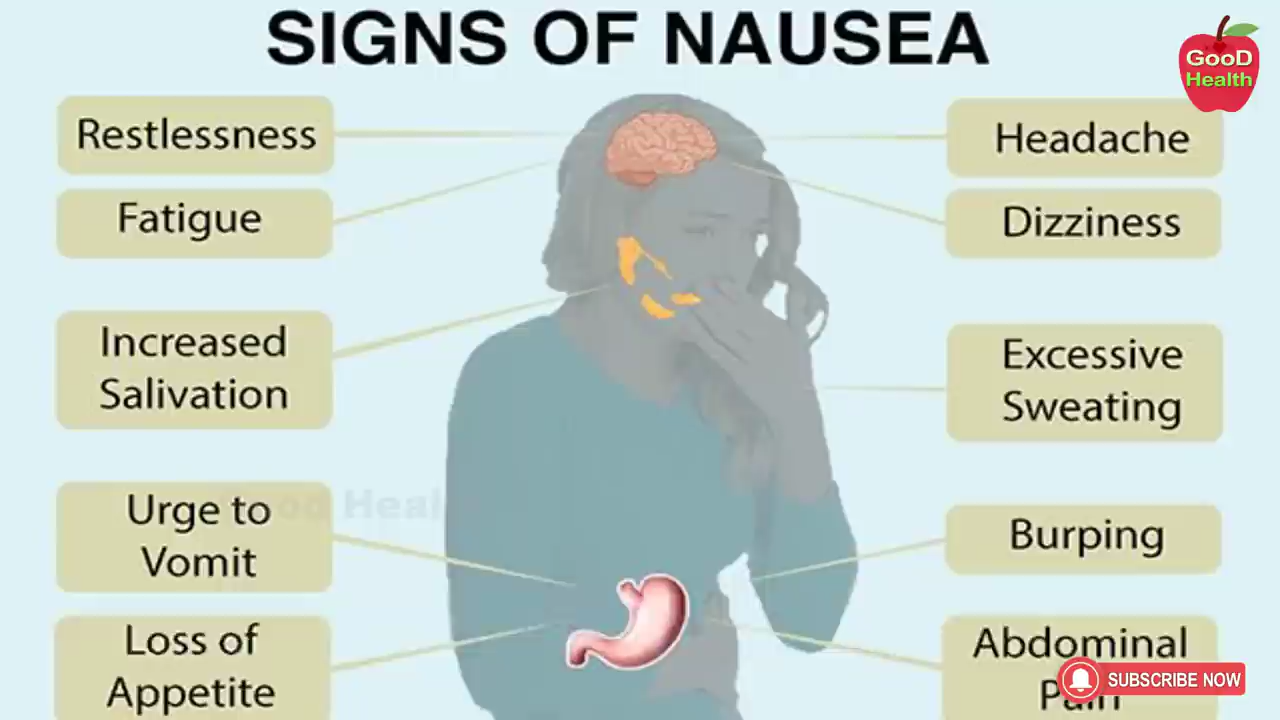 SIGNS OF NAUSEA
GooD
Health
Restlessness
Headache
Fatigue
Dizziness
Increased
Salivation
Excessive
Sweating
Urge to
Vomit
Burping
Loss of
Appetite
Abdominal
Pain
SUBSCRIBE NOW